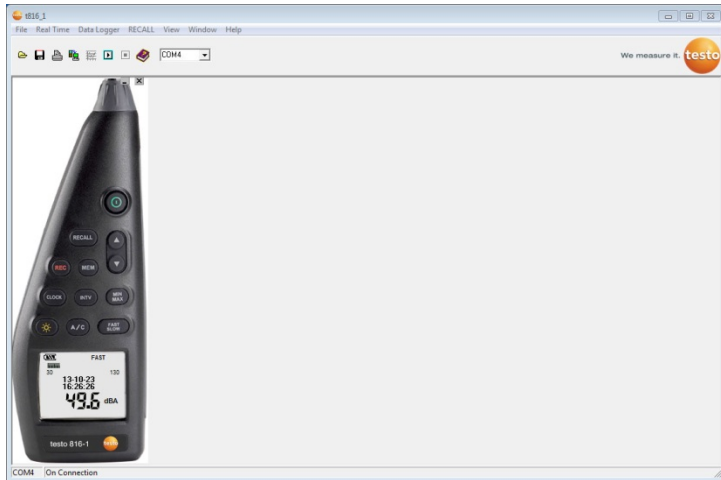 t816_1
File Real Time Data Logger RECALL View Window Help
COM4
We measure it. testo
RECALL
REC MEM
CLOCK INTV MIN MAX
A/C FAST SLOW
FAST
30 130
13-10-23
16:26:26
49.6 dBA
testo 816-1 testo
COM4 On Connection